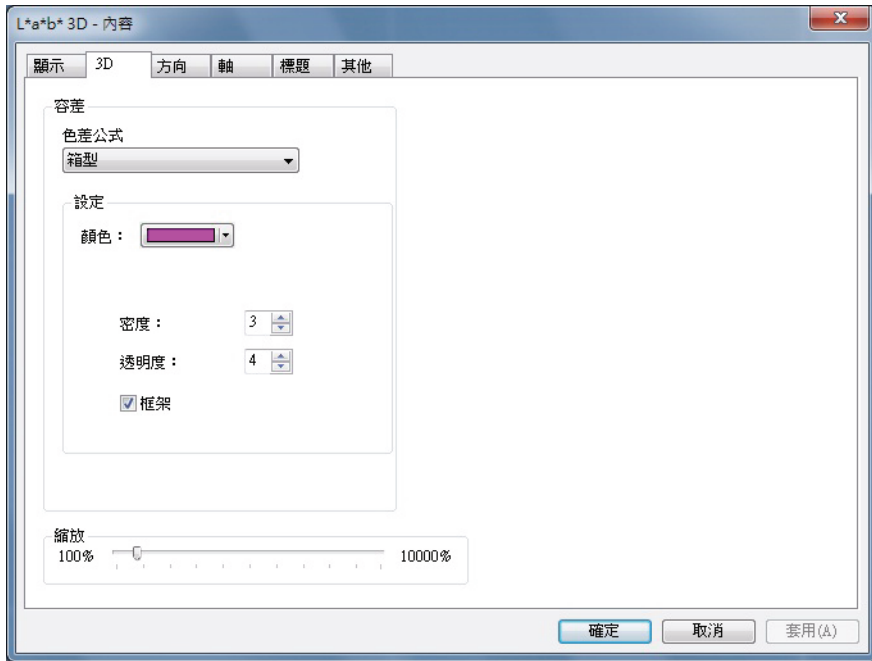 L*a*b* 3D - 內容
顯示 3D 方向 軸 標題 其他
容差
色差公式
箱型
設定
顏色：
密度： 3
透明度： 4
框架
縮放
100% 10000%
確定 取消 套用(A)